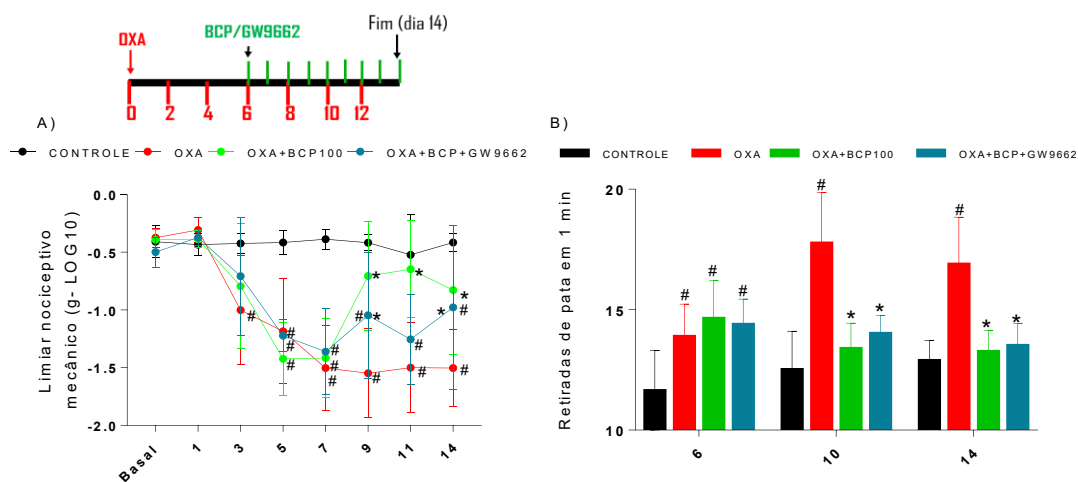 Fim (dia 14)
BCP/GW9662
OXA
0 2 4 6 8 10 12
A)
CONTROLE OXA OXA+BCP100 OXA+BCP+GW9662
Limiar nociceptivo
mecânico (g- LOG10)
0.0
-0.5
-1.0
-1.5
-2.0
# # # # # # # # * # * # * # # * # #
Basal 1 3 5 7 9 11 14
B)
CONTROLE OXA OXA+BCP100 OXA+BCP+GW9662
Retiradas de pata em 1 min
20
15
10
# # # # * * # * *
6 10 14